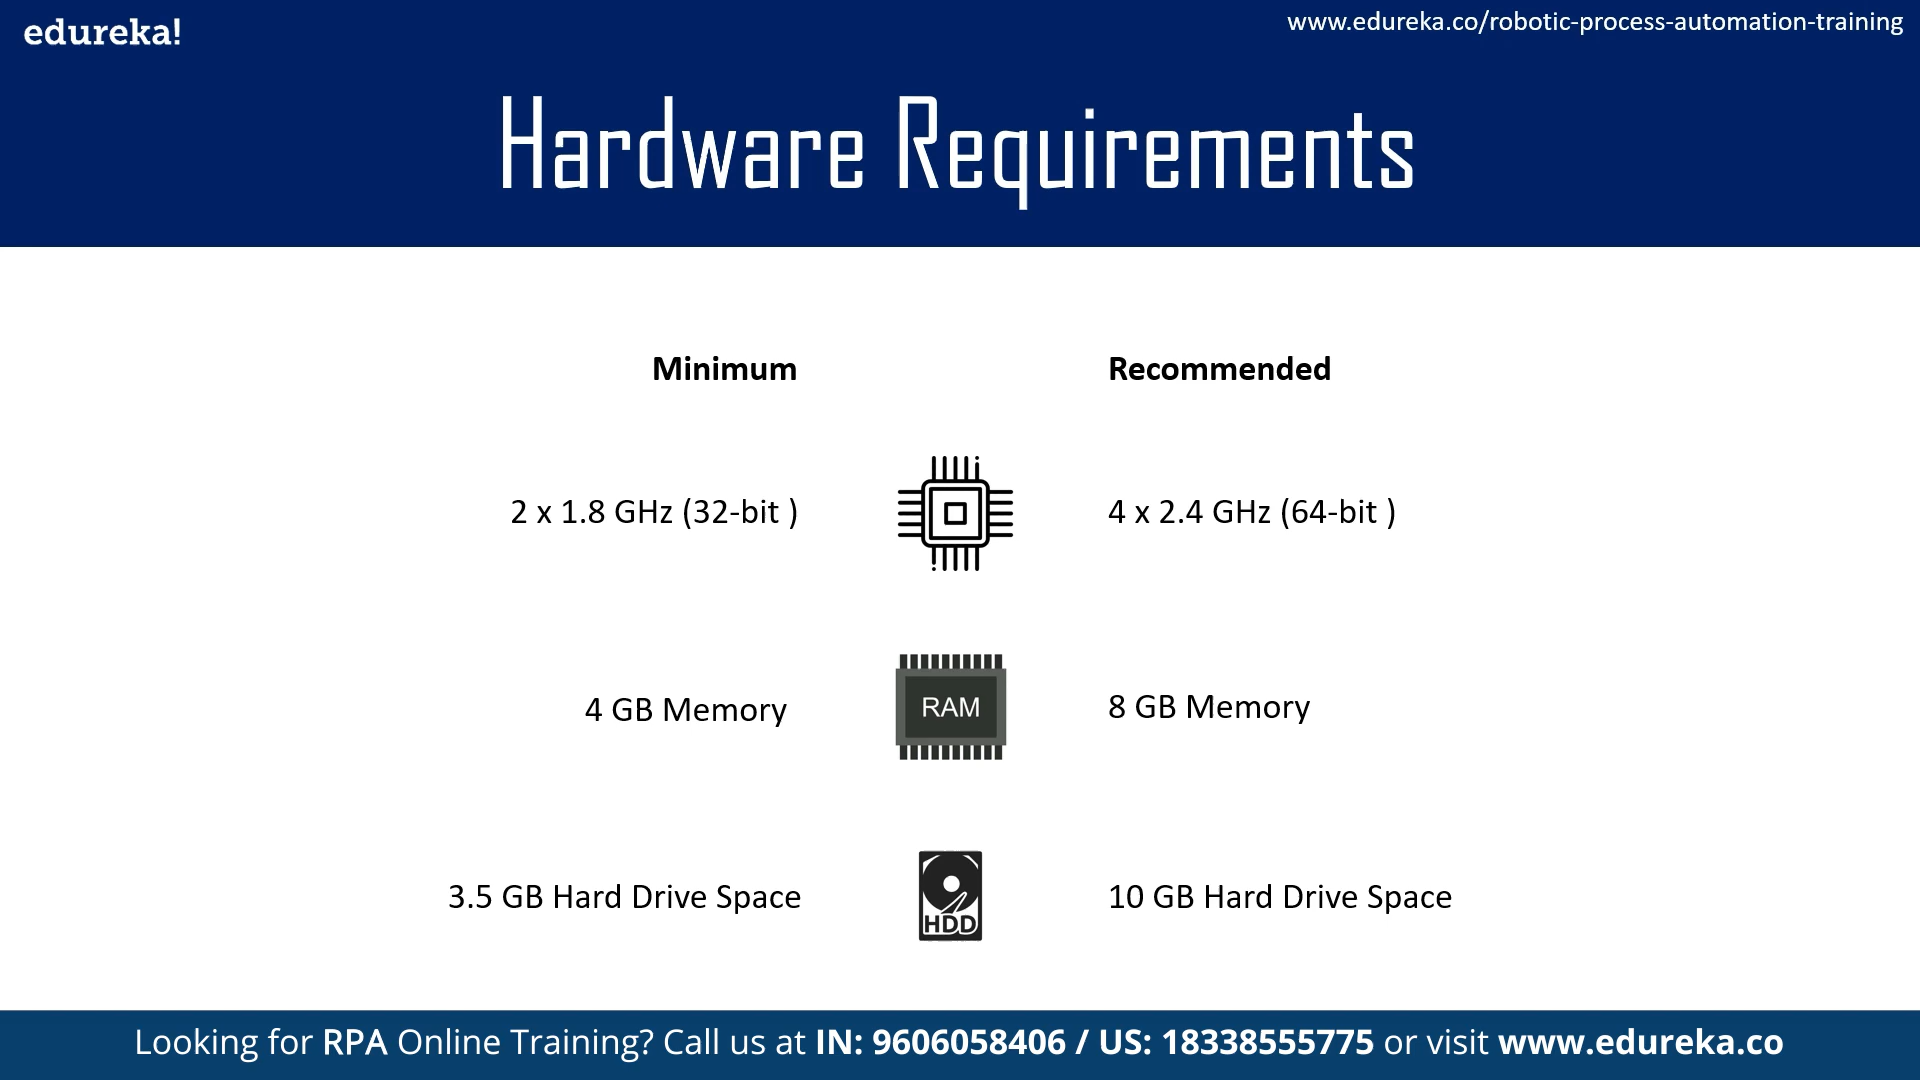 edureka!
www.edureka.co/robotic-process-automation-training
Hardware Requirements
Minimum
Recommended
2 x 1.8 GHz (32-bit )
4 x 2.4 GHz (64-bit )
4 GB Memory
RAM
8 GB Memory
3.5 GB Hard Drive Space
HDD
10 GB Hard Drive Space
Looking for RPA Online Training? Call us at IN: 9606058406 / US: 18338555775 or visit www.edureka.co